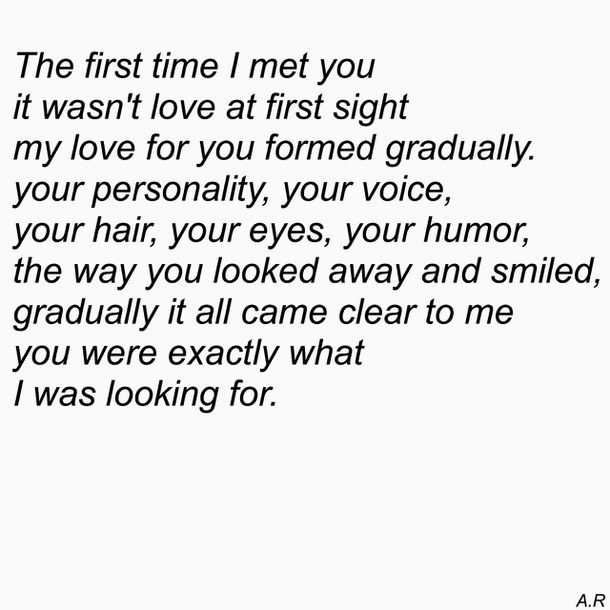 The first time I met you
it wasn't love at first sight
my love for you formed gradually.
your personality, your voice,
your hair, your eyes, your humor,
the way you looked away and smiled,
gradually it all came clear to me
you were exactly what
I was looking for.
A.R